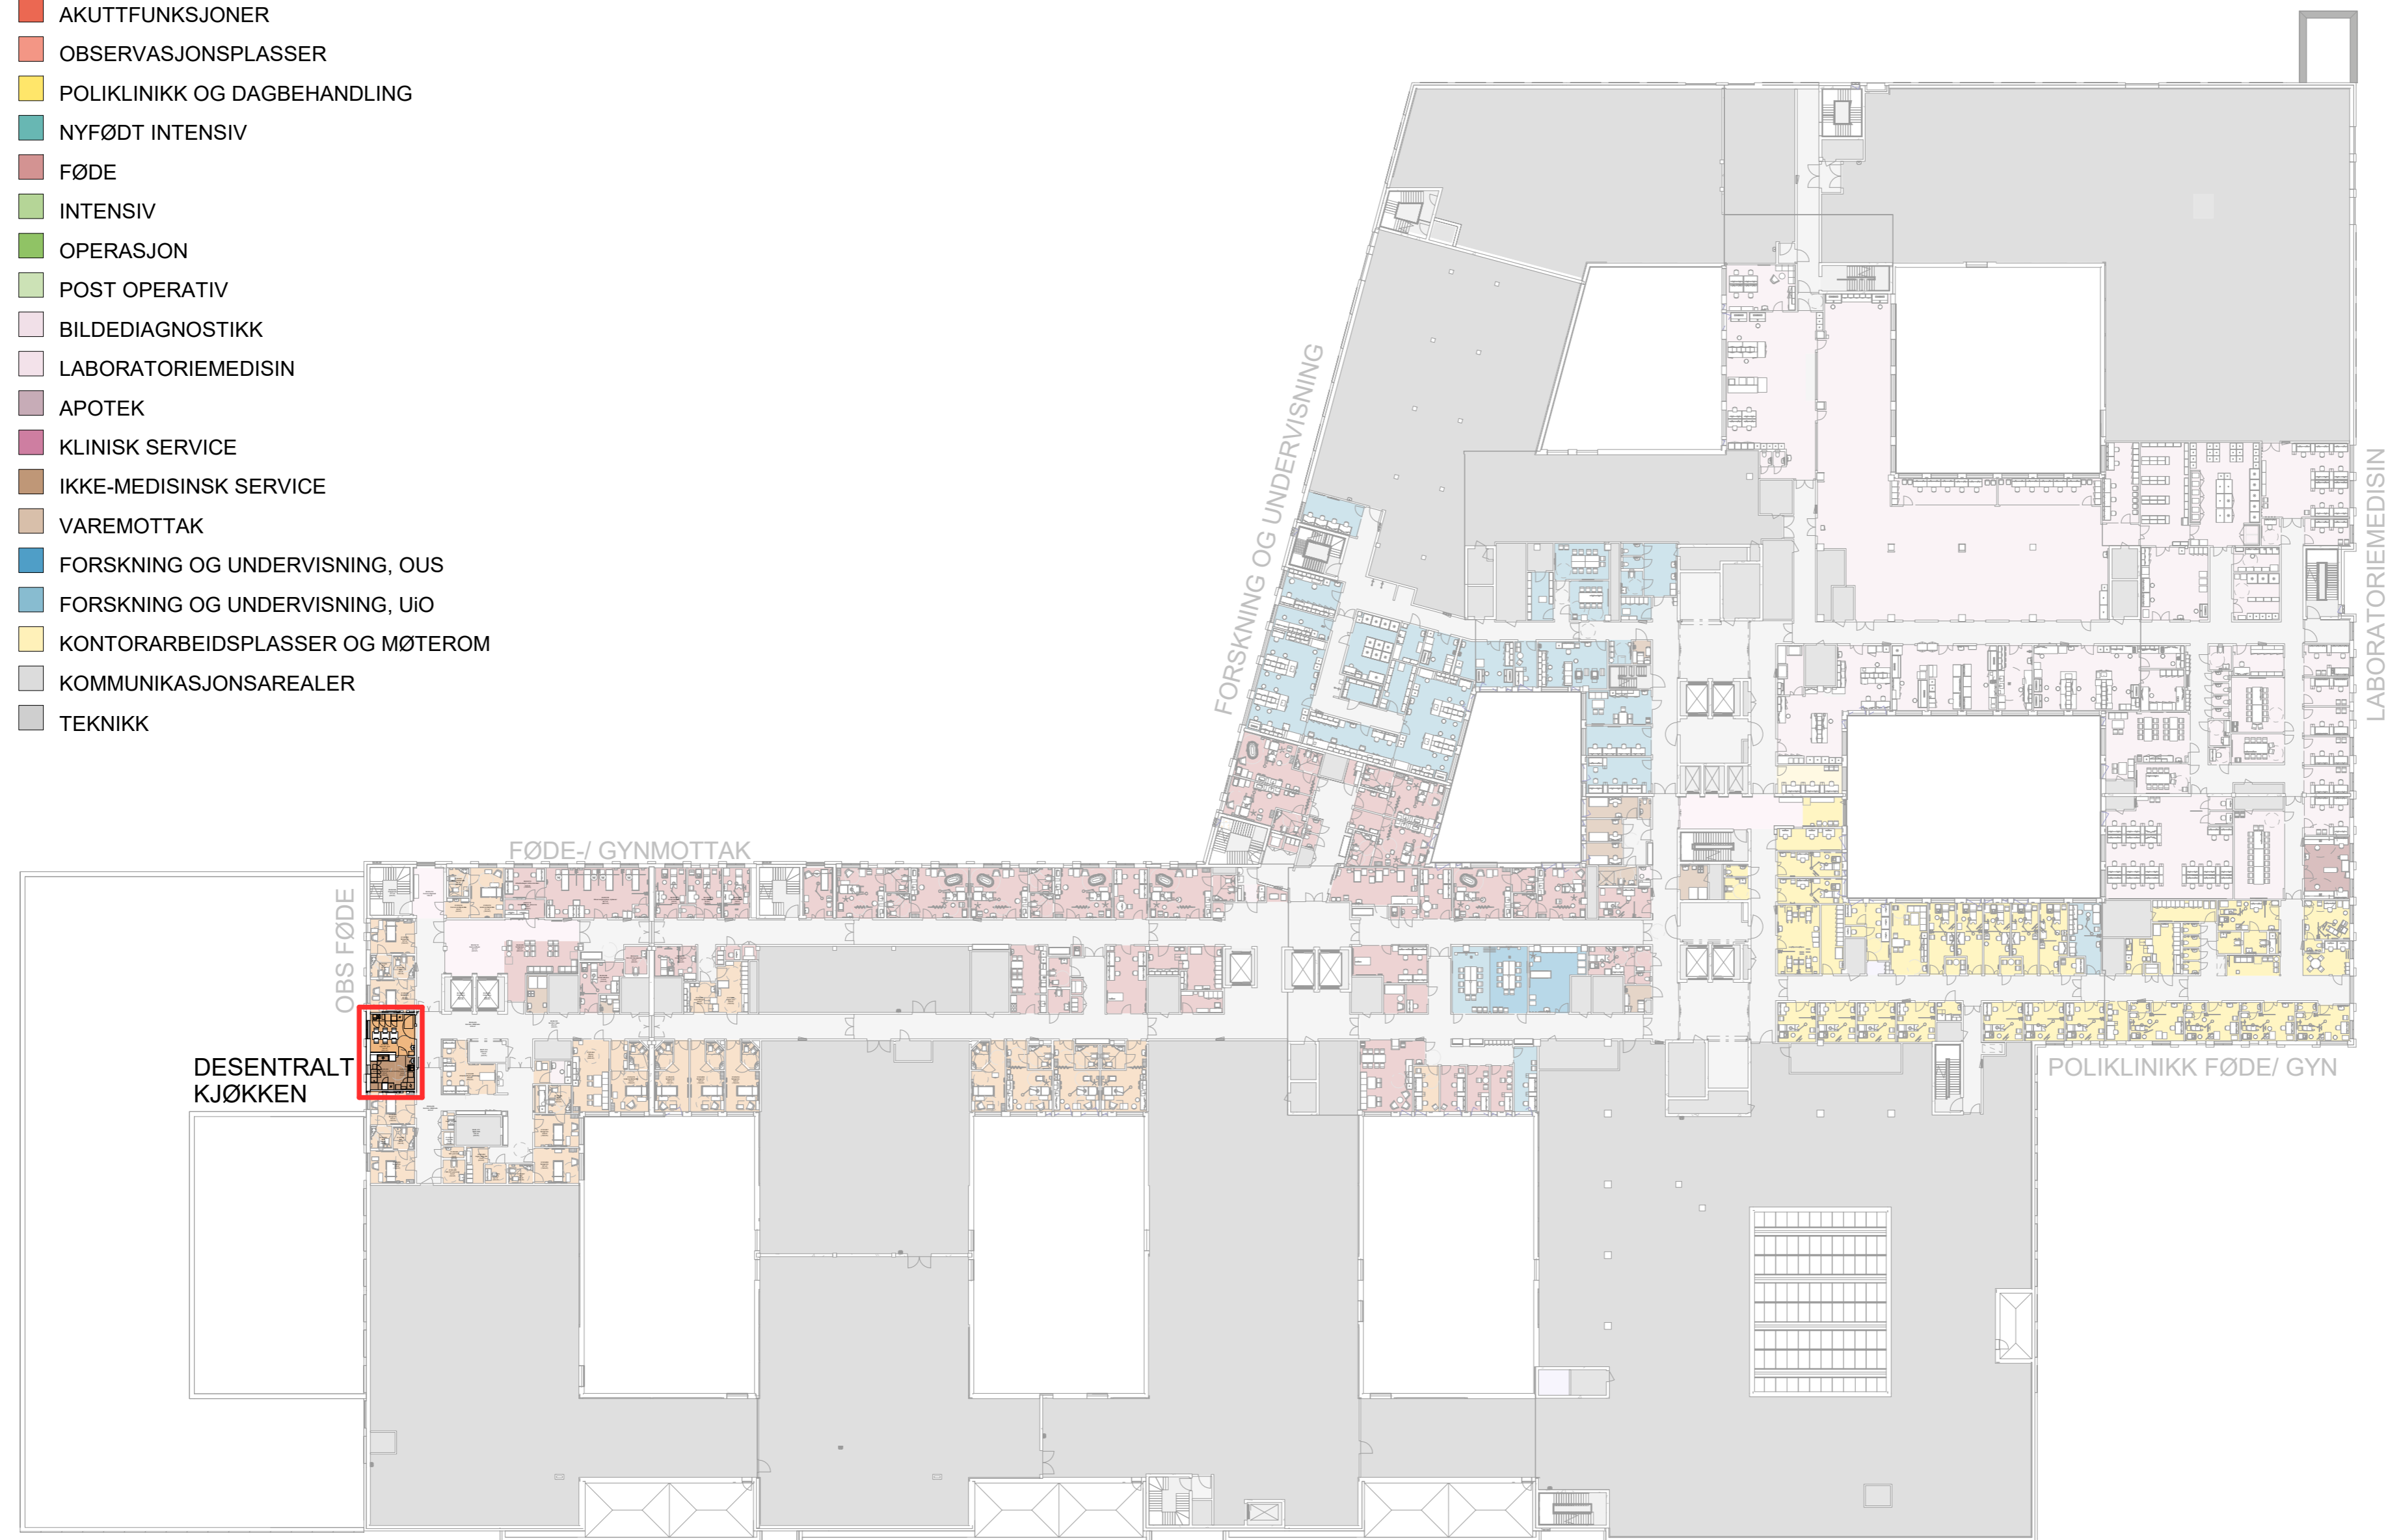 AKUTTFUNKSJONER
OBSERVASJONSPLASSER
POLIKLINIKK OG DAGBEHANDLING
NYFØDT INTENSIV
FØDE
INTENSIV
OPERASJON
POST OPERATIV
BILDEDIAGNOSTIKK
LABORATORIEMEDISIN
APOTEK
KLINISK SERVICE
IKKE-MEDISINSK SERVICE
VAREMOTTAK
FORSKNING OG UNDERVISNING, OUS
FORSKNING OG UNDERVISNING, UiO
KONTORARBEIDSPLASSER OG MØTEROM
KOMMUNIKASJONSAREALER
TEKNIKK
FORSKNING OG UNDERVISNING
LABORATORIEMEDISIN
FØDE-/ GYNMOTTAK
OBS FØDE
DESENTRALT
KJØKKEN
POLIKLINIKK FØDE/ GYN